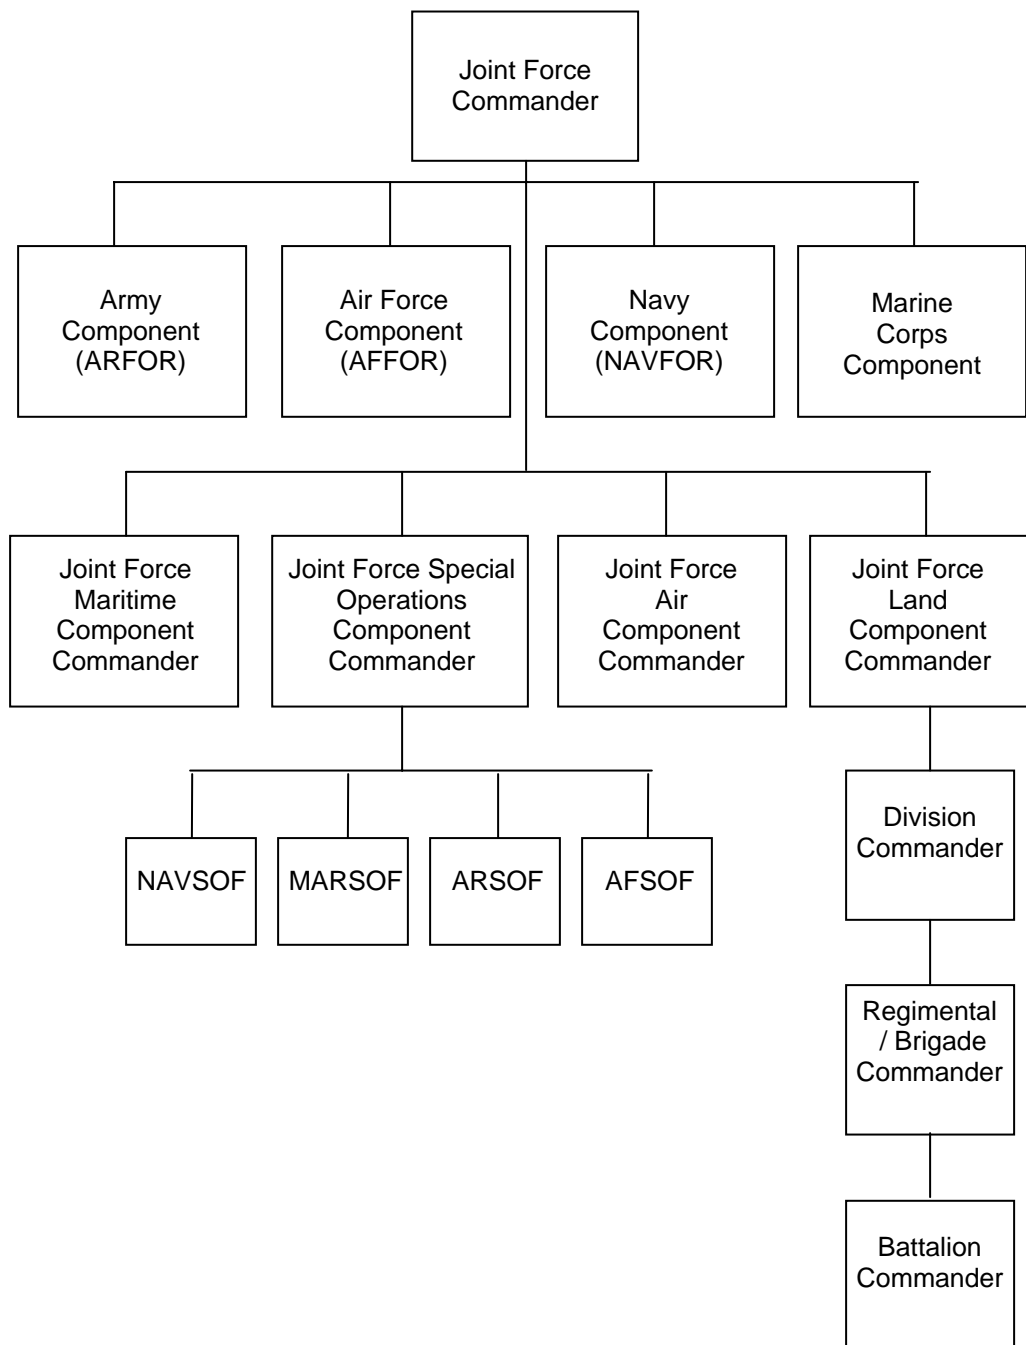 Joint Force
Commander
Army
Component
(ARFOR)
Air Force
Component
(AFFOR)
Navy
Component
(NAVFOR)
Marine
Corps
Component
Joint Force
Maritime
Component
Commander
Joint Force Special
Operations
Component
Commander
Joint Force
Air
Component
Commander
Joint Force
Land
Component
Commander
NAVSOF
MARSOF
ARSOF
AFSOF
Division
Commander
Regimental
/ Brigade
Commander
Battalion
Commander